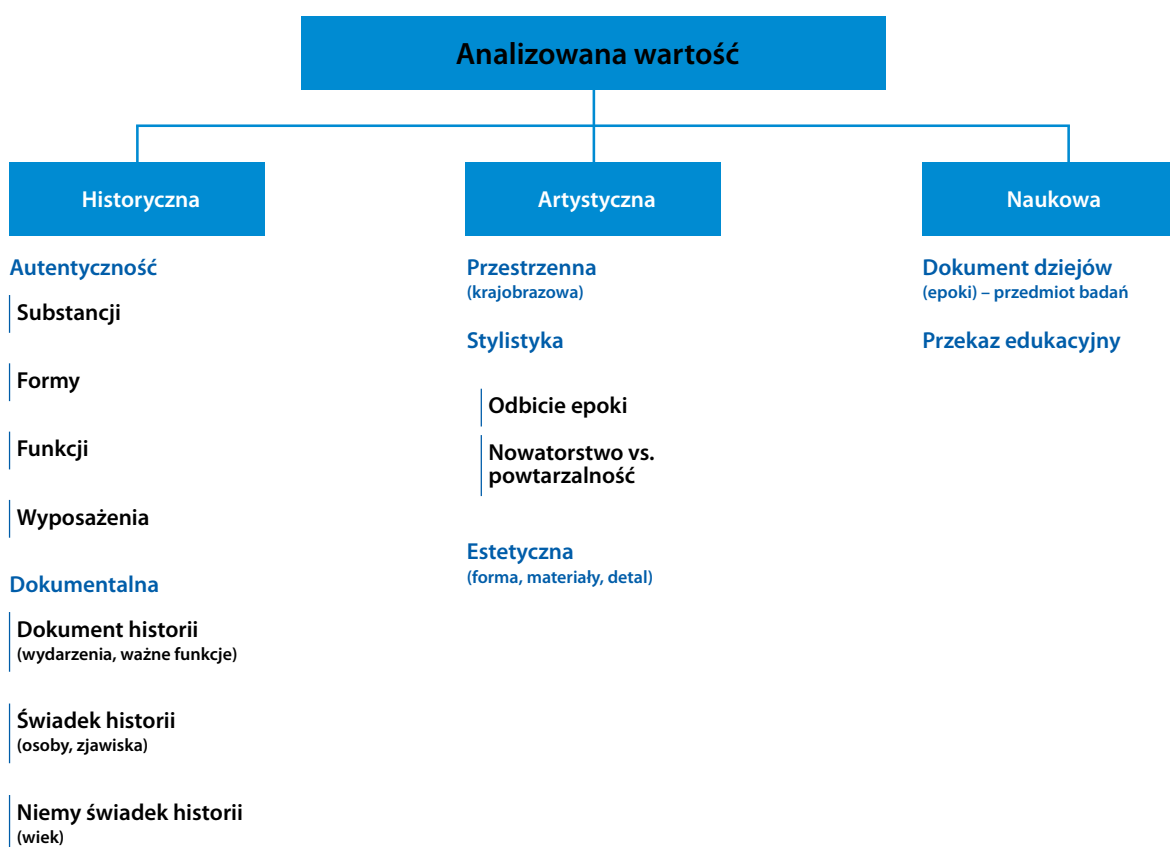 Analizowana wartość
Historyczna
Autentyczność
Substancji
Formy
Funkcji
Wyposażenia
Dokumentalna
Dokument historii
(wydarzenia, ważne funkcje)
Świadek historii
(osoby, zjawiska)
Niemy świadek historii
(wiek)
Artystyczna
Przestrzenna
(krajobrazowa)
Stylistyka
Odbicie epoki
Nowatorstwo vs.
powtarzalność
Estetyczna
(forma, materiały, detal)
Naukowa
Dokument dziejów
(epoki) – przedmiot badań
Przekaz edukacyjny